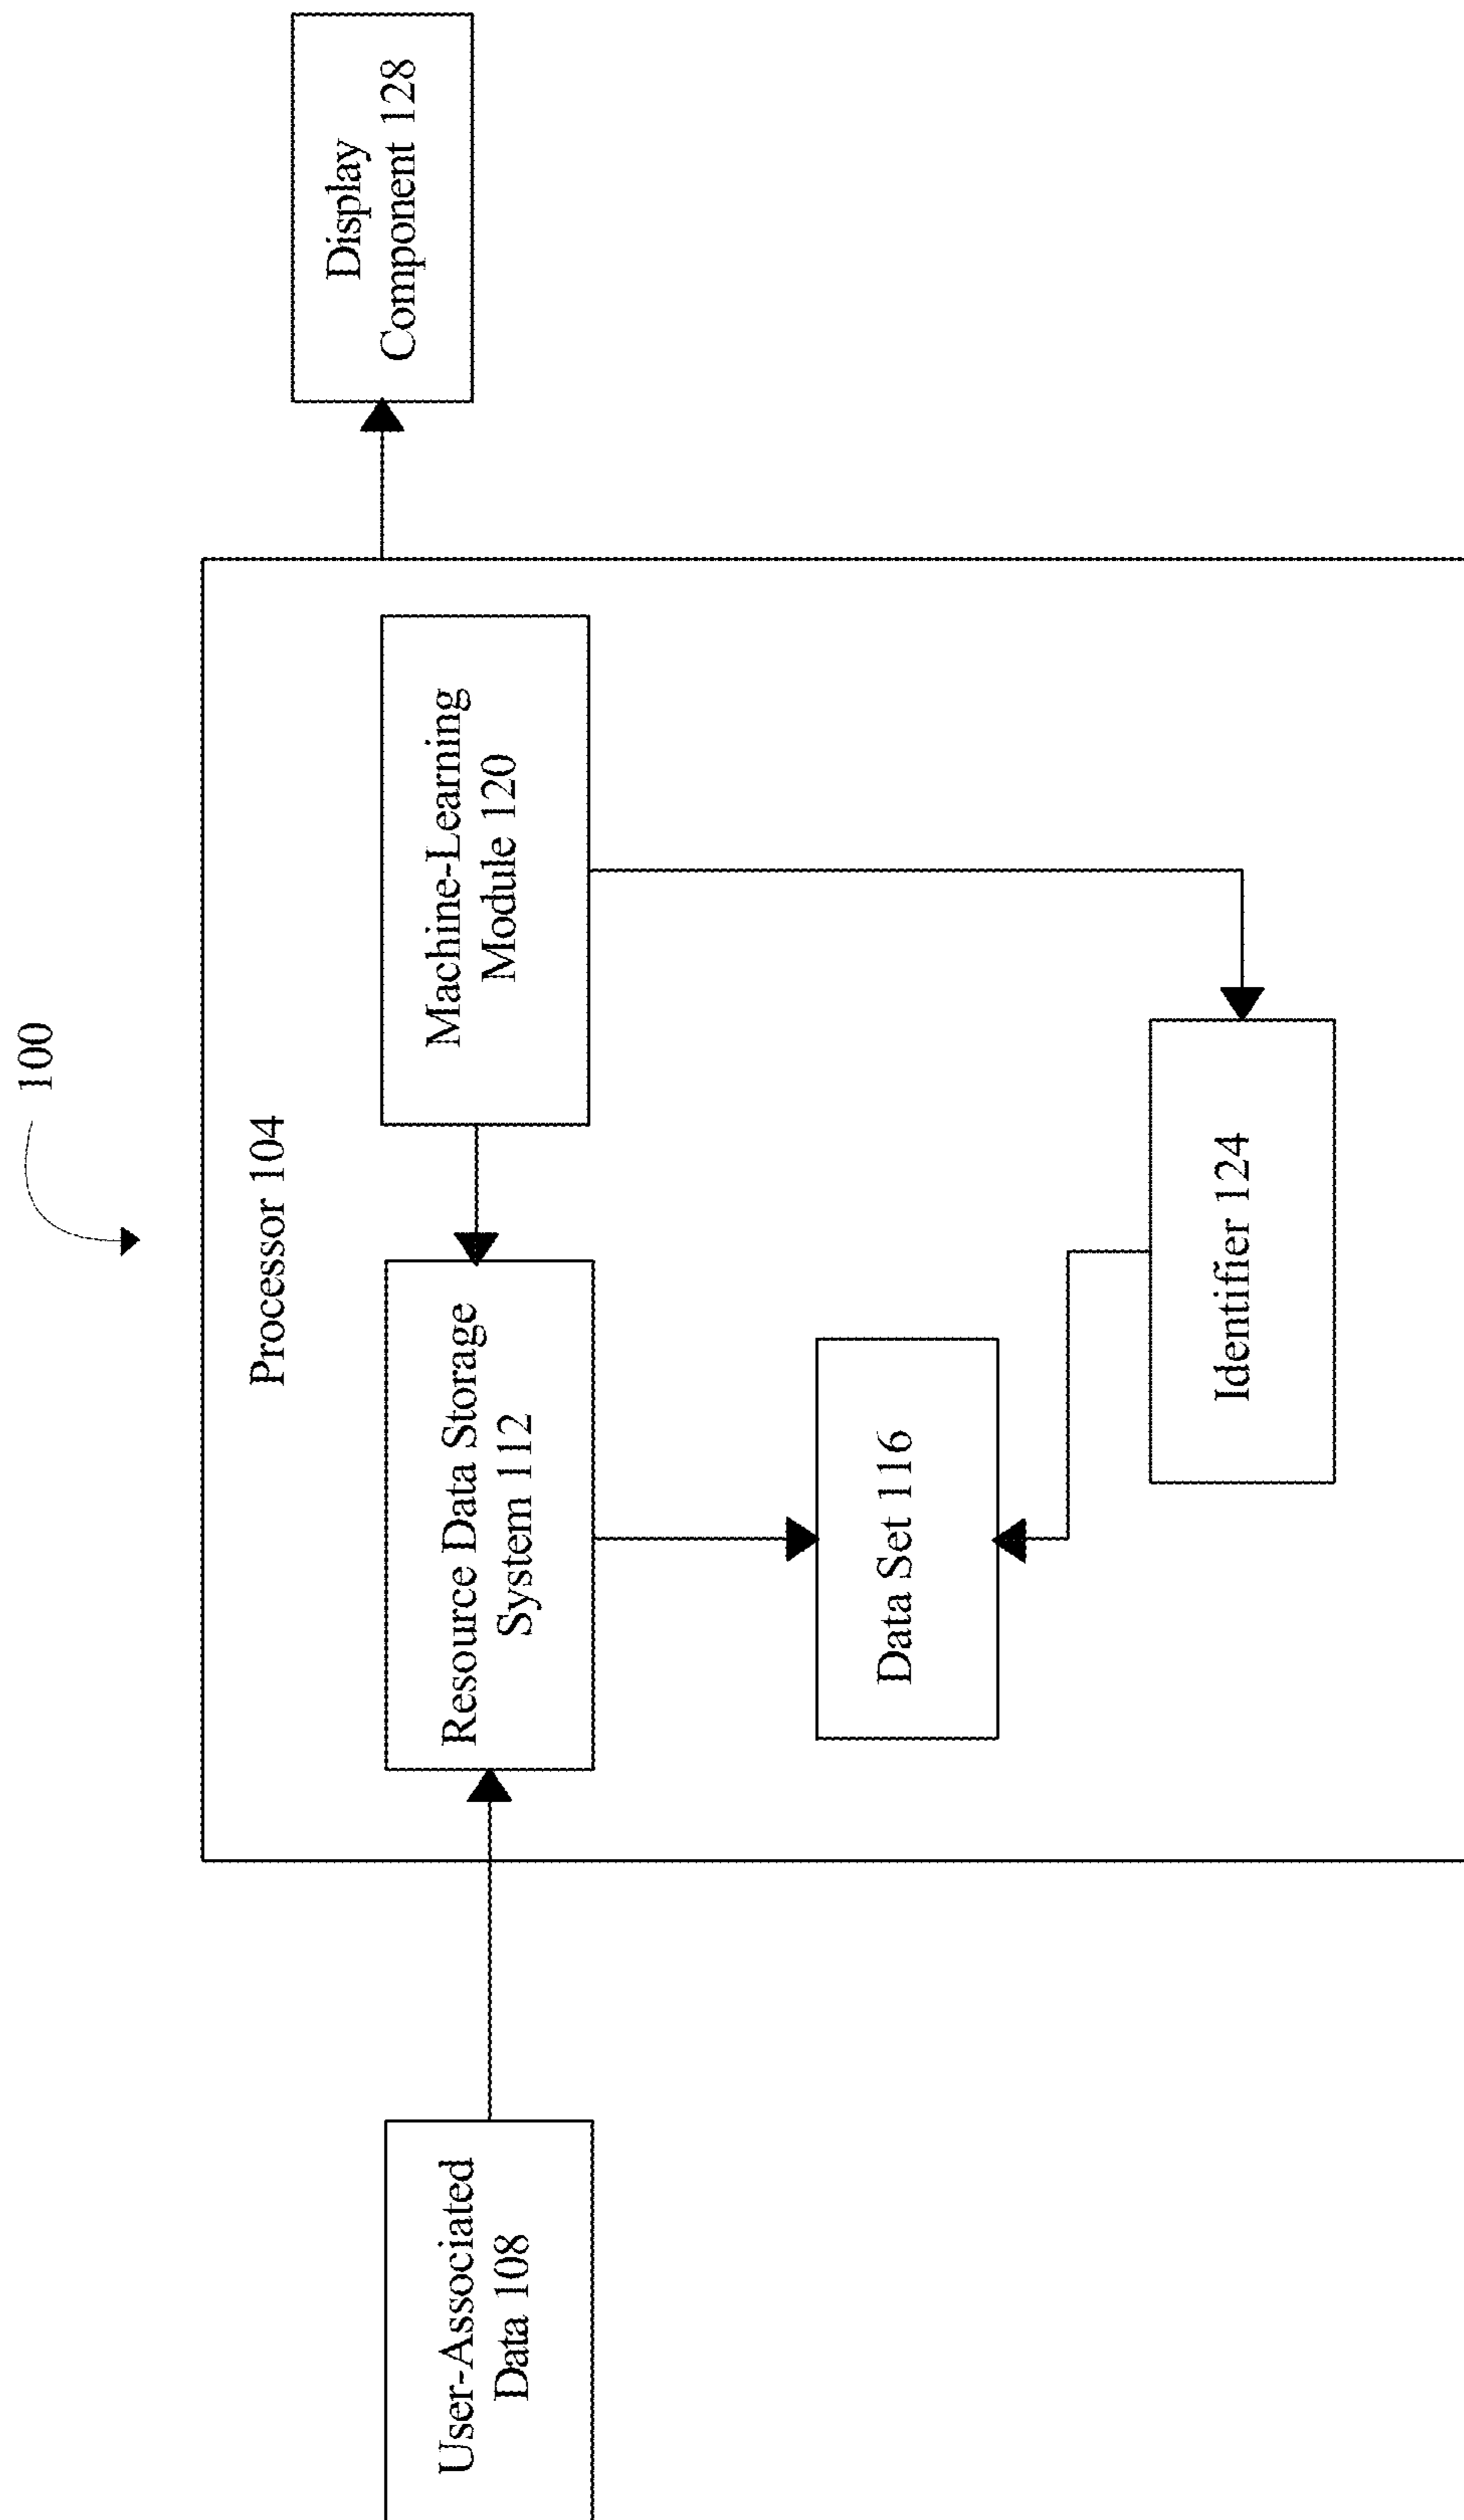 100
Processor 104
User-Associated
Data 108
Resource Data Storage
System 112
Machine-Learning
Module 120
Display
Component 128
Data Set 116
Identifier 124